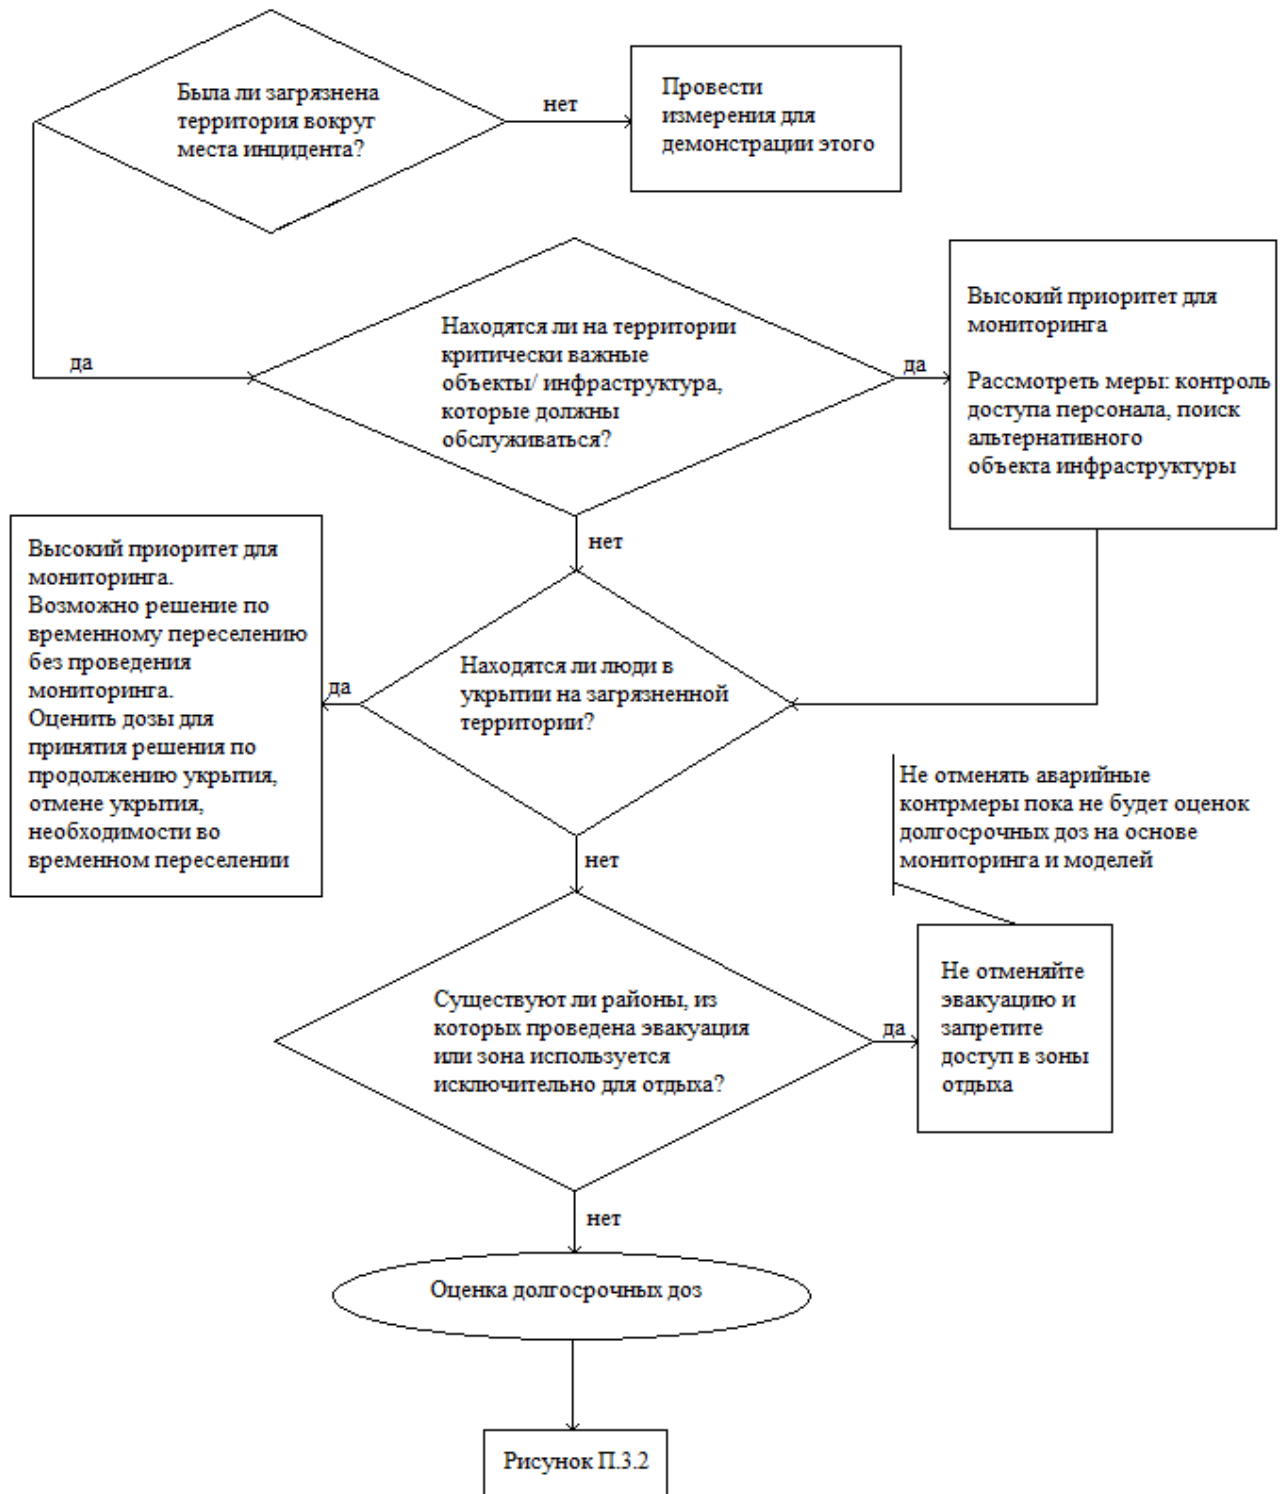 Была ли загрязнена
территория вокруг
места инцидента?
нет
Провести
измерения для
демонстрации этого
да
Находятся ли на территории
критически важные
объекты/ инфраструктура,
которые должны
обслуживаться?
да
Высокий приоритет для
мониторинга
Рассмотреть меры: контроль
доступа персонала, поиск
альтернативного
объекта инфраструктуры
нет
Высокий приоритет для
мониторинга.
Возможно решение по
временному переселению
без проведения
мониторинга.
Оценить дозы для
принятия решения по
продолжению укрытия,
отмене укрытия,
необходимости во
временном переселении
да
Находятся ли люди в
укрытии на загрязненной
территории?
нет
Не отменять аварийные
контрмеры пока не будет оценок
долгосрочных доз на основе
мониторинга и моделей
Существуют ли районы, из
которых проведена эвакуация
или зона используется
исключительно для отдыха?
да
Не отменяйте
эвакуацию и
запретите
доступ в зоны
отдыха
нет
Оценка долгосрочных доз
Рисунок П.3.2